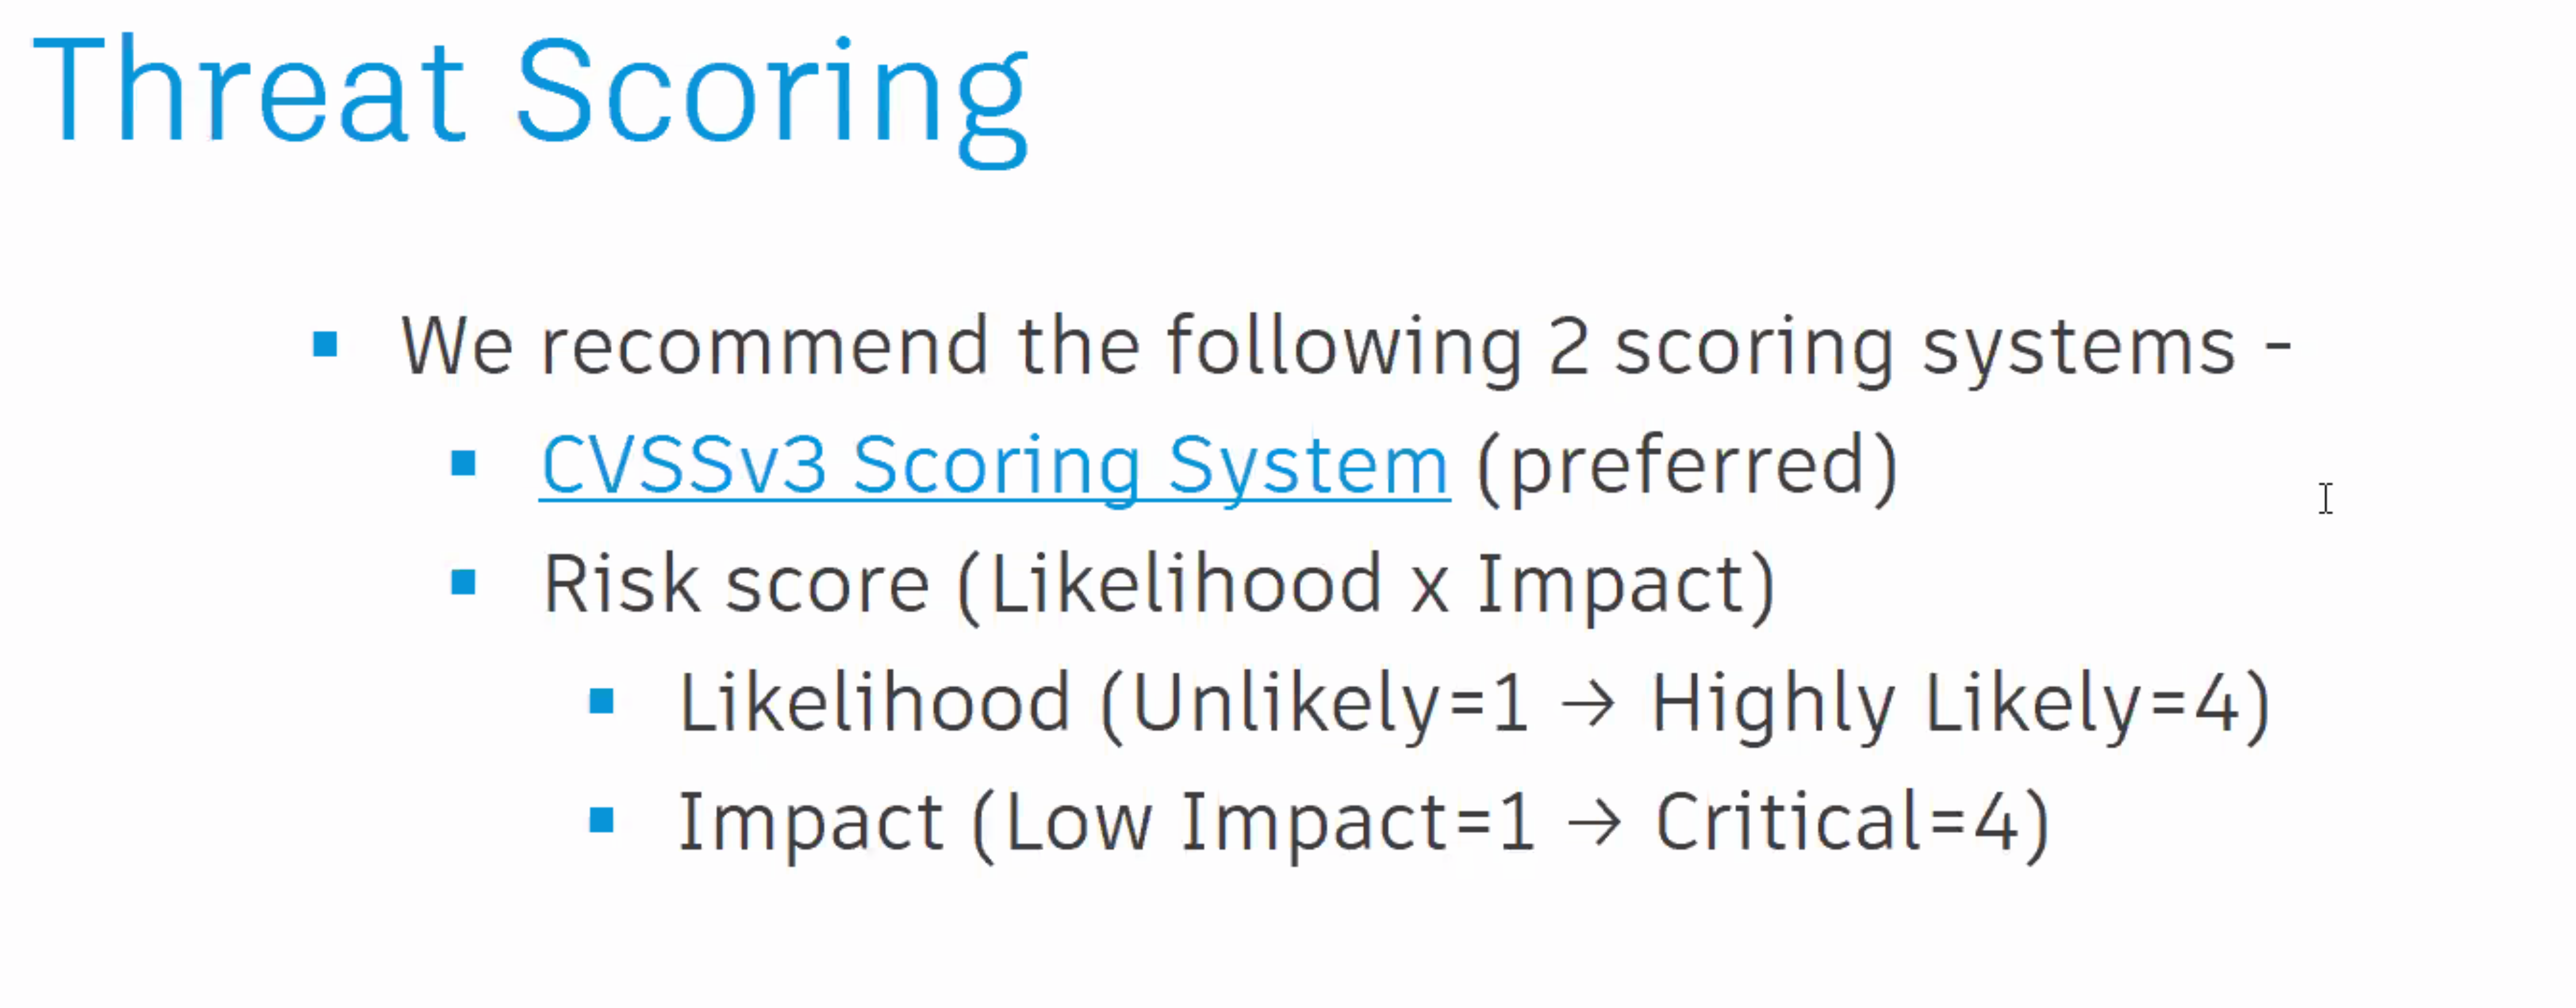 Threat Scoring
We recommend the following 2 scoring systems -
CVSSv3 Scoring System (preferred)
Risk score (Likelihood x Impact)
Likelihood (Unlikely=1 → Highly Likely=4)
Impact (Low Impact=1 → Critical=4)